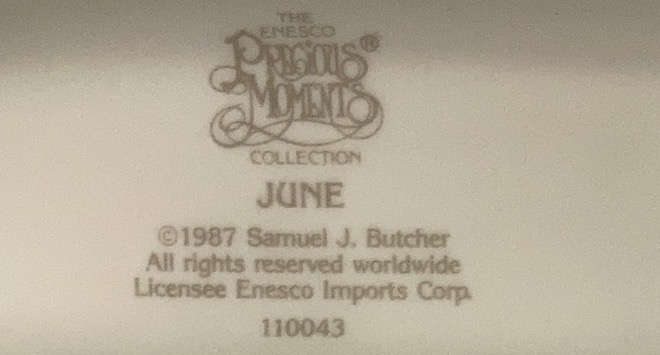 THE
ENESCO
PRECIOUS®
MOMENTS
COLLECTION
JUNE
©1987 Samuel J. Butcher
All rights reserved worldwide
Licensee Enesco Imports Corp.
110043